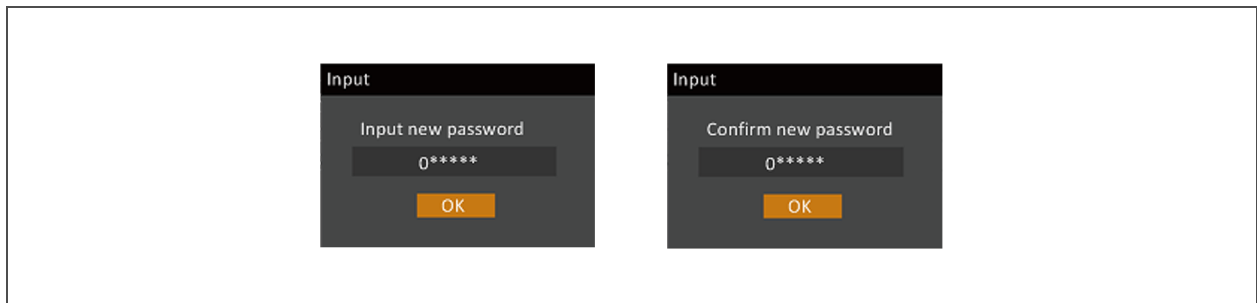 Input
Input new password
0*****
OK
Input
Confirm new password
0*****
OK